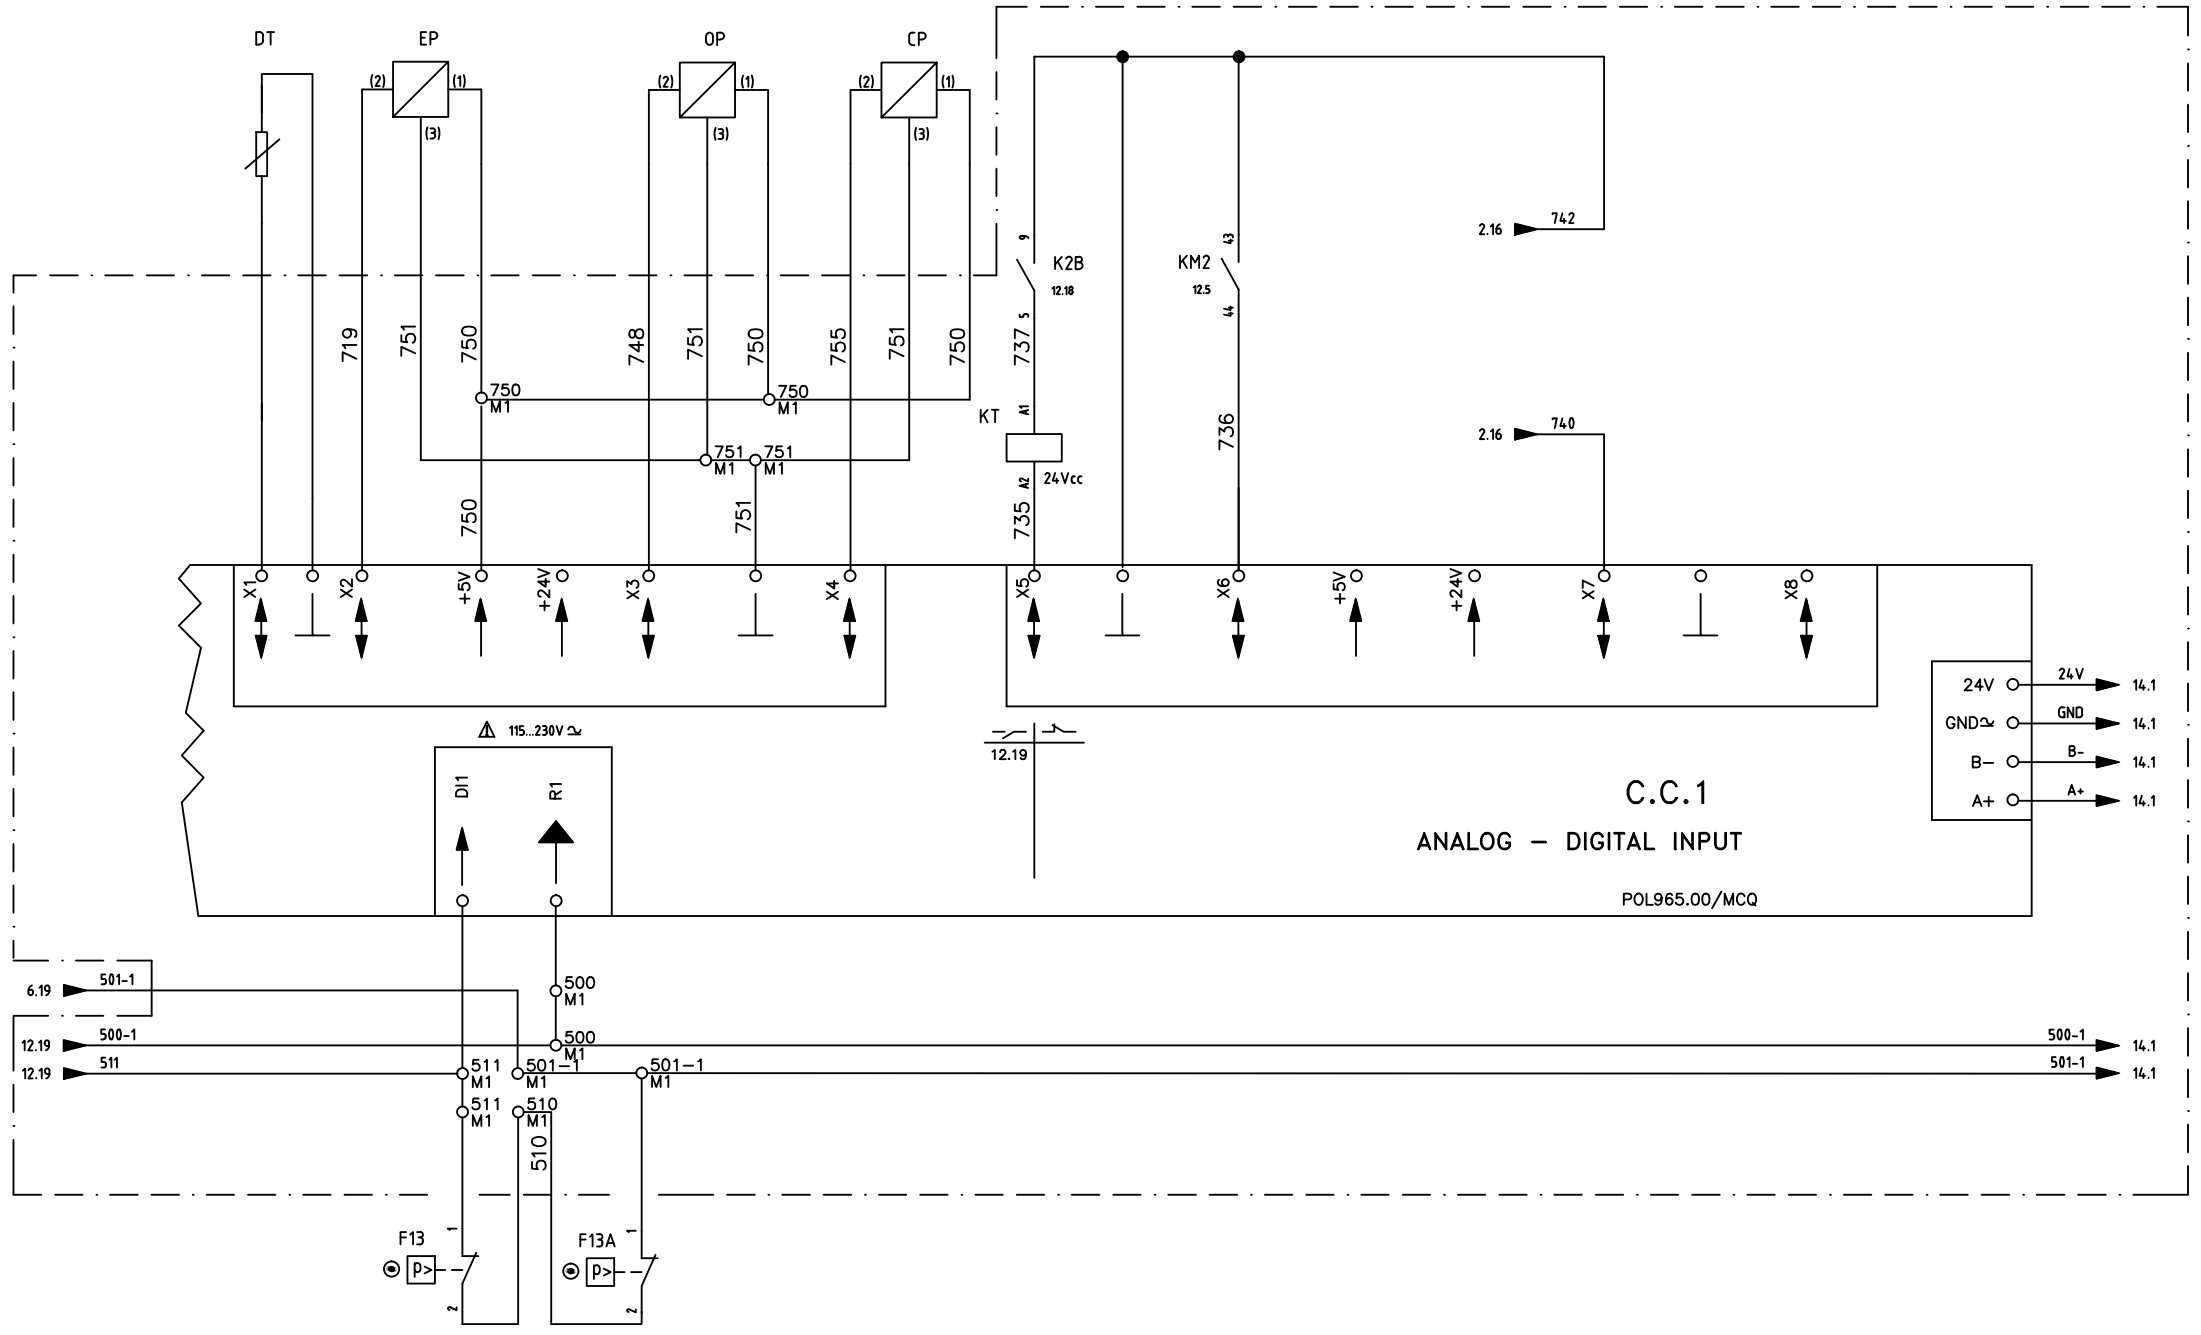 DT
EP
OP
CP
(2)
(1)
(2)
(1)
(2)
(1)
(3)
(3)
(3)
742
2.16
9
43
K2B
KM2
12.18
12.5
5
44
719
751
750
748
751
750
755
751
750
737
750
M1
750
M1
KT
A1
736
740
2.16
751
M1
751
M1
A2
24Vcc
750
751
735
X1
X2
+5V
+24V
X3
X4
X5
X6
+5V
+24V
X7
X8
24V
24V
14.1
GND
GND
14.1
B-
B-
14.1
A+
A+
14.1
115...230V
12.19
DI1
R1
C.C.1
ANALOG - DIGITAL INPUT
POL965.00/MCQ
6.19
501-1
500
M1
12.19
500-1
500
M1
500-1
14.1
12.19
511
511
M1
501-1
M1
501-1
M1
501-1
14.1
511
M1
510
M1
510
1
1
F13
F13A
P>
P>
2
2